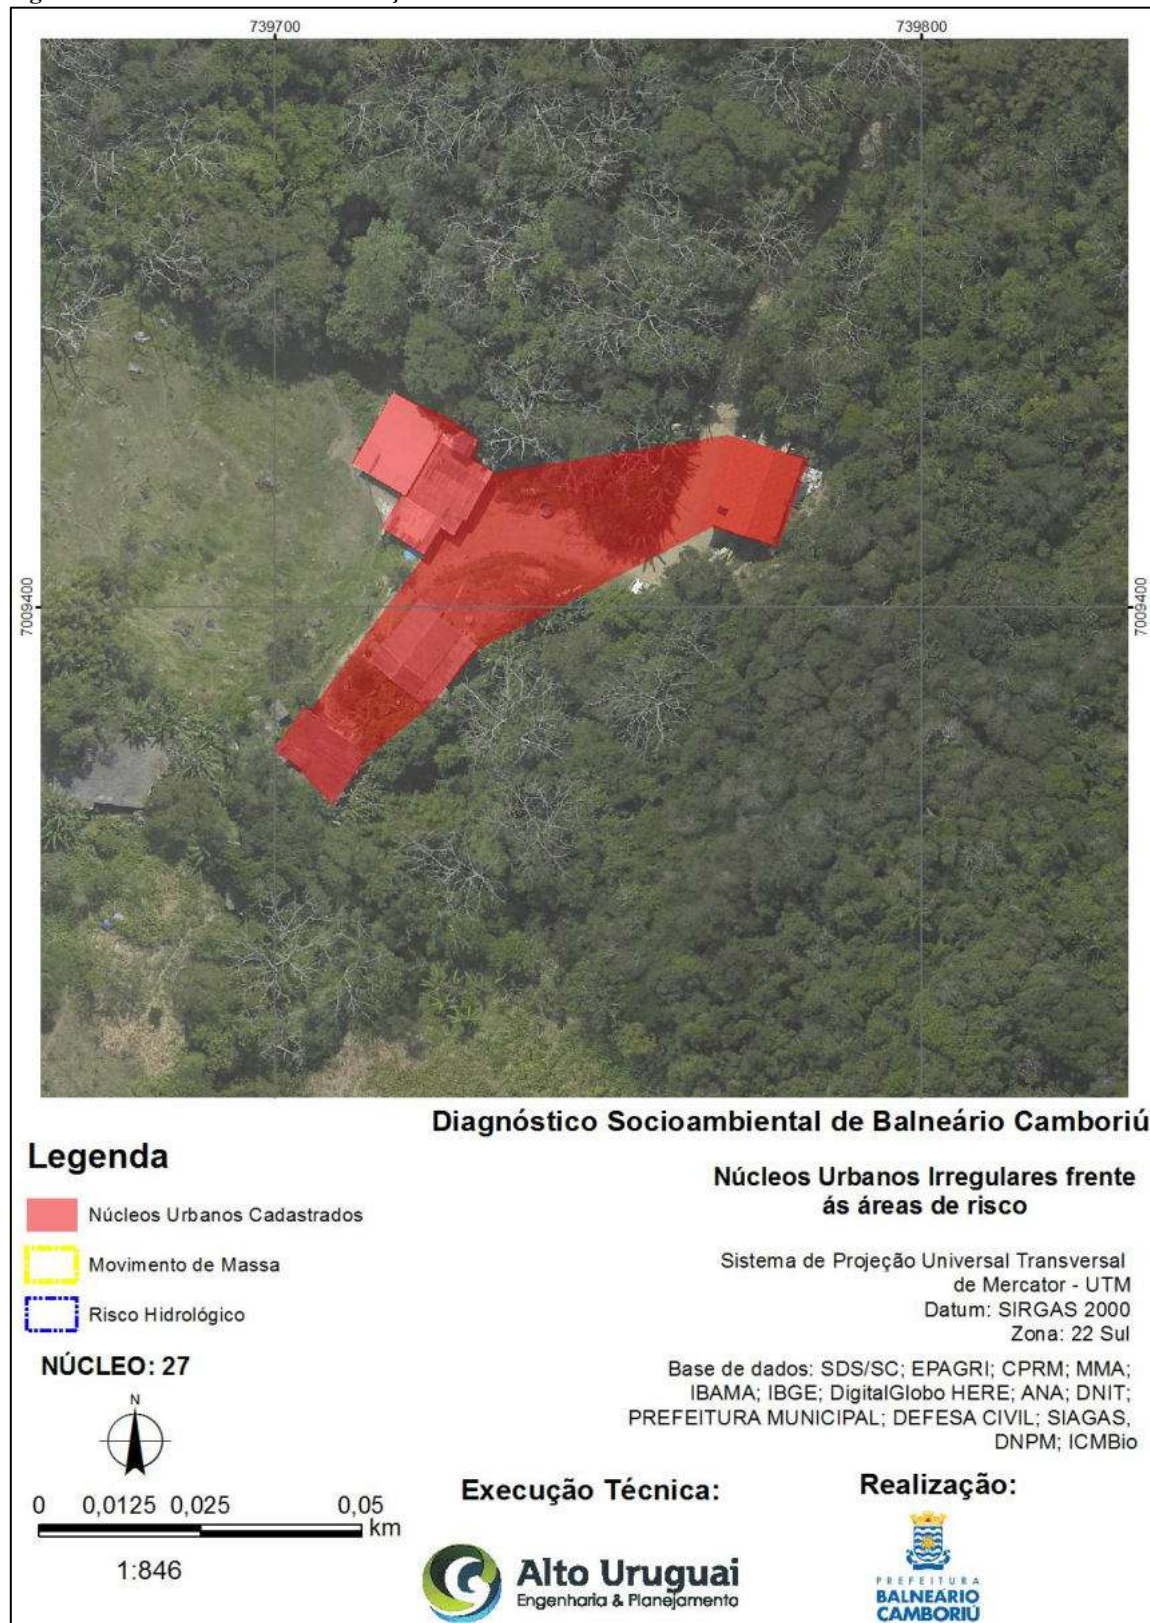 739700
739800
7009400
7009400
Diagnóstico Socioambiental de Balneário Camboriú
Legenda
Núcleos Urbanos Cadastrados
Movimento de Massa
Risco Hidrológico
NÚCLEO: 27
N
0 0,0125 0,025 0,05
km
1:846
Núcleos Urbanos Irregulares frente
ás áreas de risco
Sistema de Projeção Universal Transversal
de Mercator - UTM
Datum: SIRGAS 2000
Zona: 22 Sul
Base de dados: SDS/SC; EPAGRI; CPRM; MMA;
IBAMA; IBGE; DigitalGlobo HERE; ANA; DNIT;
PREFEITURA MUNICIPAL; DEFESA CIVIL; SIAGAS,
DNPM; ICMBio
Execução Técnica:
Alto Uruguai
Engenharia & Planejamento
Realização:
PREFEITURA
BALNEÁRIO
CAMBORIÚ